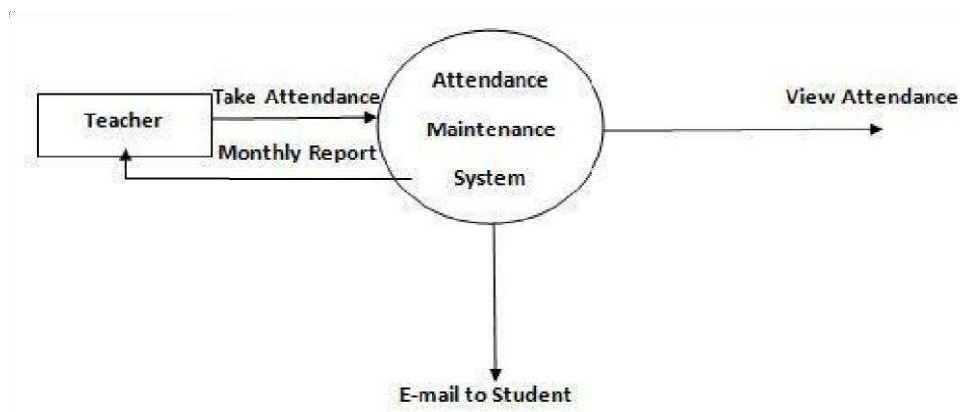 Attendance
Take Attendance
View Attendance
Teacher
Maintenance
Monthly Report
System
E-mail to Student